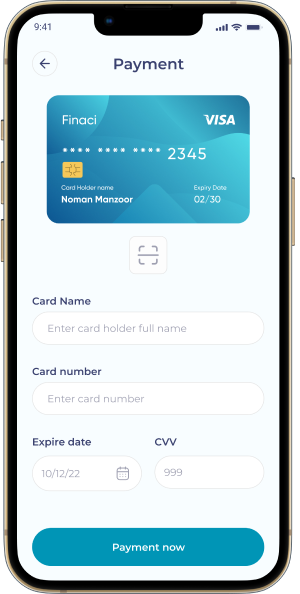 9:41
Payment
Finaci VISA
**** **** **** 2345
Card Holder name Expiry Date
Noman Manzoor 02/30
Card Name
Enter card holder full name
Card number
Enter card number
Expire date CVV
10/12/22 999
Payment now